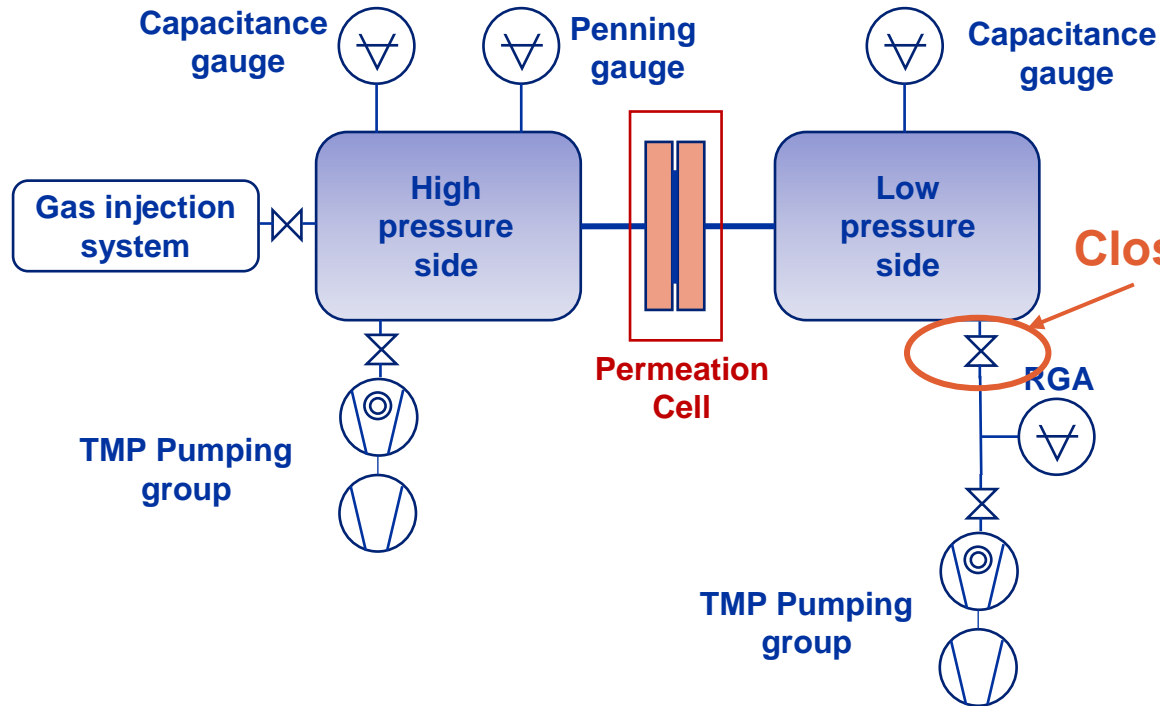 Capacitance
gauge
Penning
gauge
Capacitance
gauge
Gas injection
system
High
pressure
side
Low
pressure
side
Clos
Permeation
Cell
RGA
TMP Pumping
group
TMP Pumping
group